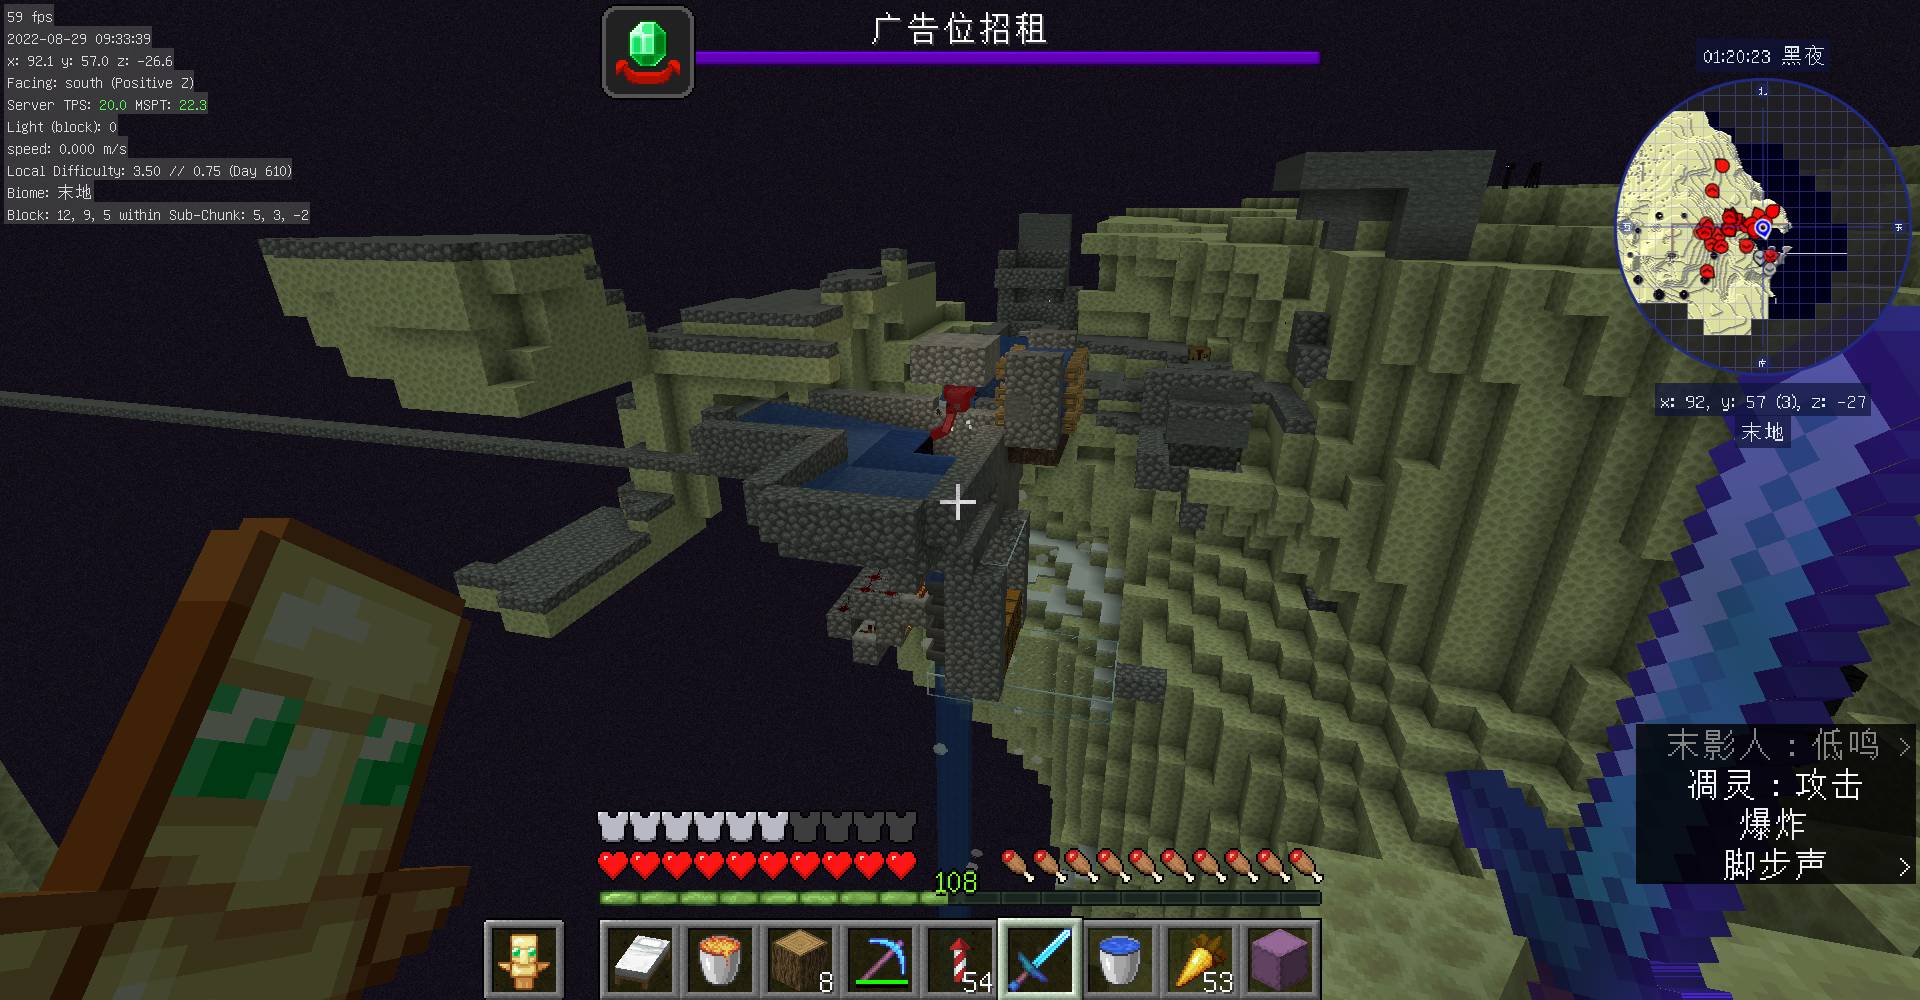 59 fps
2022-08-29 09:33:39
x: 92.1 y: 57.0 z: -26.6
Facing: south (Positive Z)
Server TPS: 20.0 MSPT: 22.3
Light (block): 0
speed: 0.000 m/s
Local Difficulty: 3.50 // 0.75 (Day 610)
Biome: 末地
Block: 12, 9, 5 within Sub-Chunk: 5, 3, -2
广告位招租
01:20:23 黑夜
北
x: 92, y: 57 (3), z: -27
末地
末影人：低鸣 >
凋灵：攻击
爆炸
脚步声 >
108
8
54
53